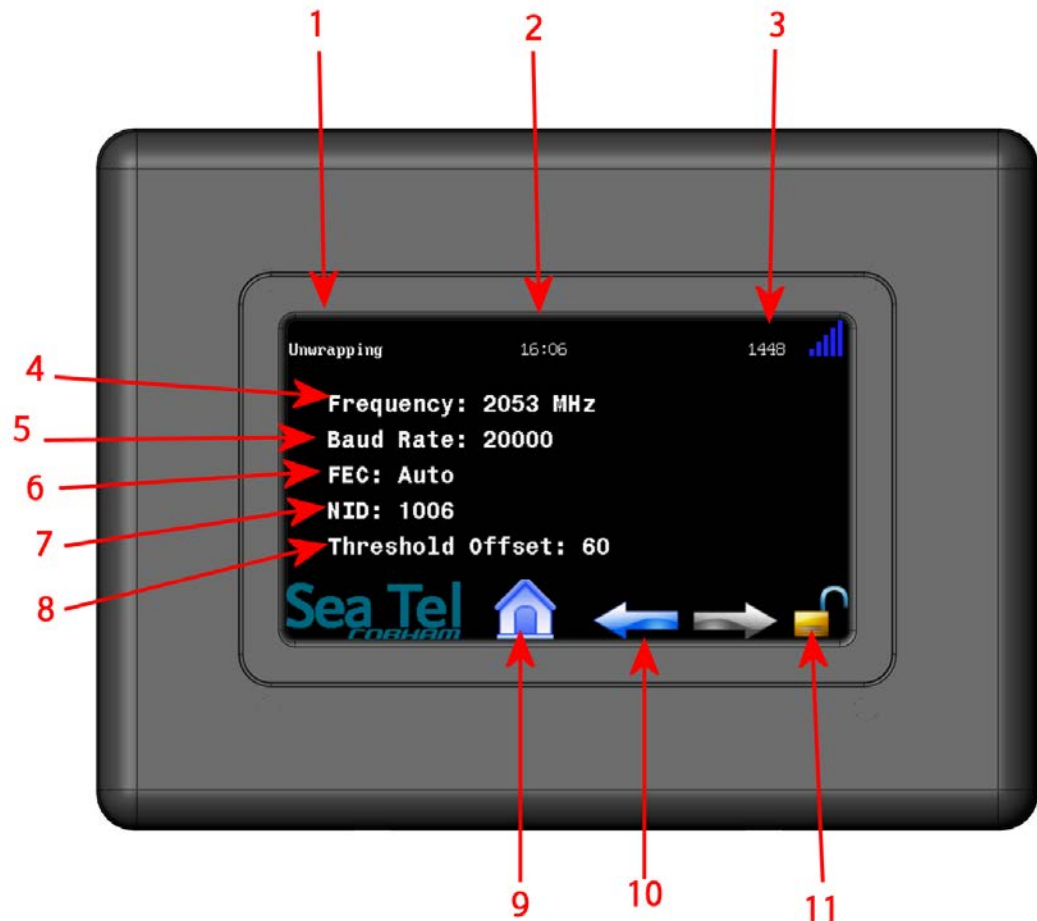 1 2 3
Unwrapping 16:06 1448
4
Frequency: 2053 MHz
5
Baud Rate: 20000
6
FEC: Auto
7
NID: 1006
8
Threshold Offset: 60
Sea Tel
COBHAM
9 10 11